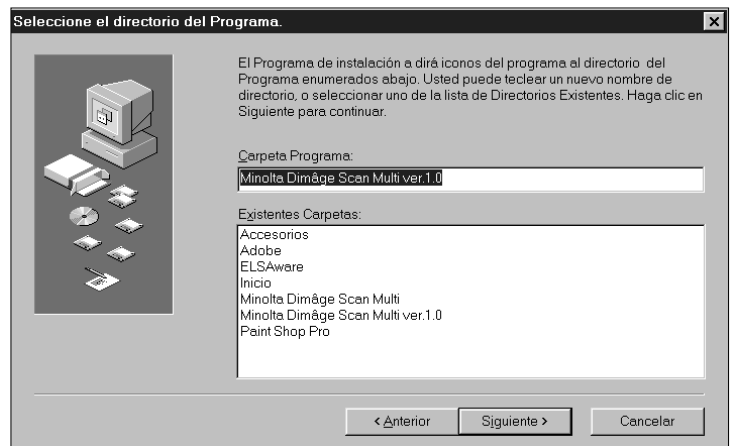 Seleccione el directorio del Programa.
El Programa de instalación a dirá iconos del programa al directorio del
Programa enumerados abajo. Usted puede teclear un nuevo nombre de
directorio, o seleccionar uno de la lista de Directorios Existentes. Haga clic en
Siguiente para continuar.
Carpeta Programa:
Minolta Dimâge Scan Multi ver.1.0
Existentes Carpetas:
Accesorios
Adobe
ELSAware
Inicio
Minolta Dimâge Scan Multi
Minolta Dimâge Scan Multi ver.1.0
Paint Shop Pro
< Anterior
Siguiente >
Cancelar